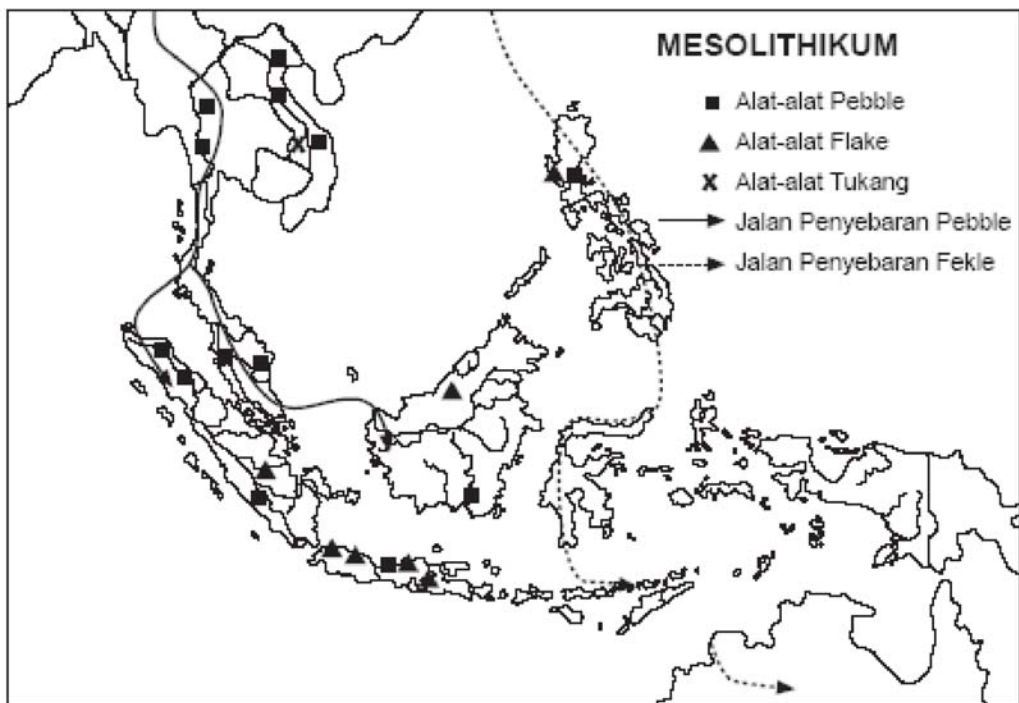 MESOLITHIKUM
Alat-alat Pebble
Alat-alat Flake
Alat-alat Tukang
Jalan Penyebaran Pebble
Jalan Penyebaran Fekle